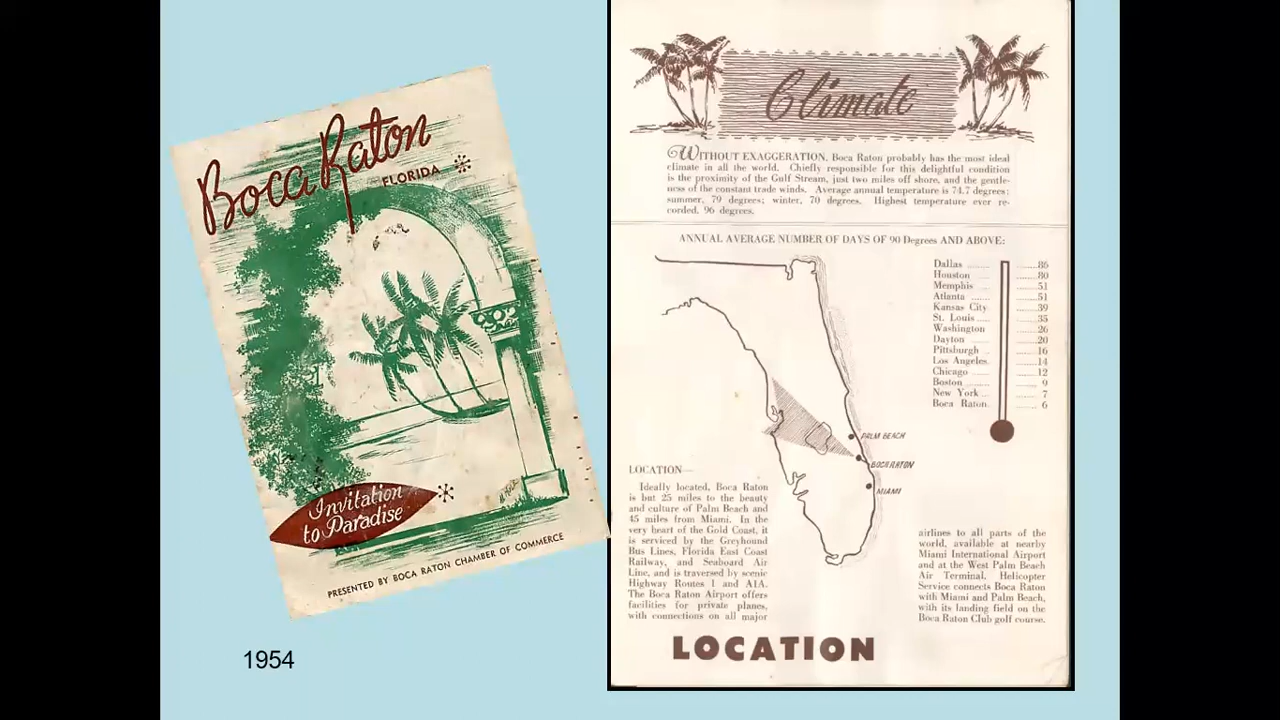 Boca Raton
FLORIDA
Invitation
to Paradise
PRESENTED BY BOCA RATON CHAMBER OF COMMERCE
1954
Climate
WITHOUT EXAGGERATION, Boca Raton probably has the most ideal
climate in all the world. Chiefly responsible for this delightful condition
is the proximity of the Gulf Stream, just two miles off shore, and the gentle-
ness of the constant trade winds. Average annual temperature is 74.7 degrees;
summer, 79 degrees; winter, 70 degrees. Highest temperature ever re-
corded, 96 degrees.
ANNUAL AVERAGE NUMBER OF DAYS OF 90 Degrees AND ABOVE:
Dallas ........ 86
Houston ........ 80
Memphis ........ 51
Atlanta ........ 51
Kansas City ........ 39
St. Louis ........ 35
Washington ........ 26
Dayton ........ 20
Pittsburgh ........ 16
Los Angeles ........ 14
Chicago ........ 12
Boston ........ 9
New York ........ 7
Boca Raton ........ 6
PALM BEACH
BOCA RATON
MIAMI
LOCATION—
Ideally located, Boca Raton
is but 25 miles to the beauty
and culture of Palm Beach and
45 miles from Miami. In the
very heart of the Gold Coast, it
is serviced by the Greyhound
Bus Lines, Florida East Coast
Railway, and Seaboard Air
Line, and is traversed by scenic
Highway Routes 1 and A1A.
The Boca Raton Airport offers
facilities for private planes,
with connections on all major
airlines to all parts of the
world, available at nearby
Miami International Airport
and at the West Palm Beach
Air Terminal. Helicopter
Service connects Boca Raton
with Miami and Palm Beach,
with its landing field on the
Boca Raton Club golf course.
LOCATION